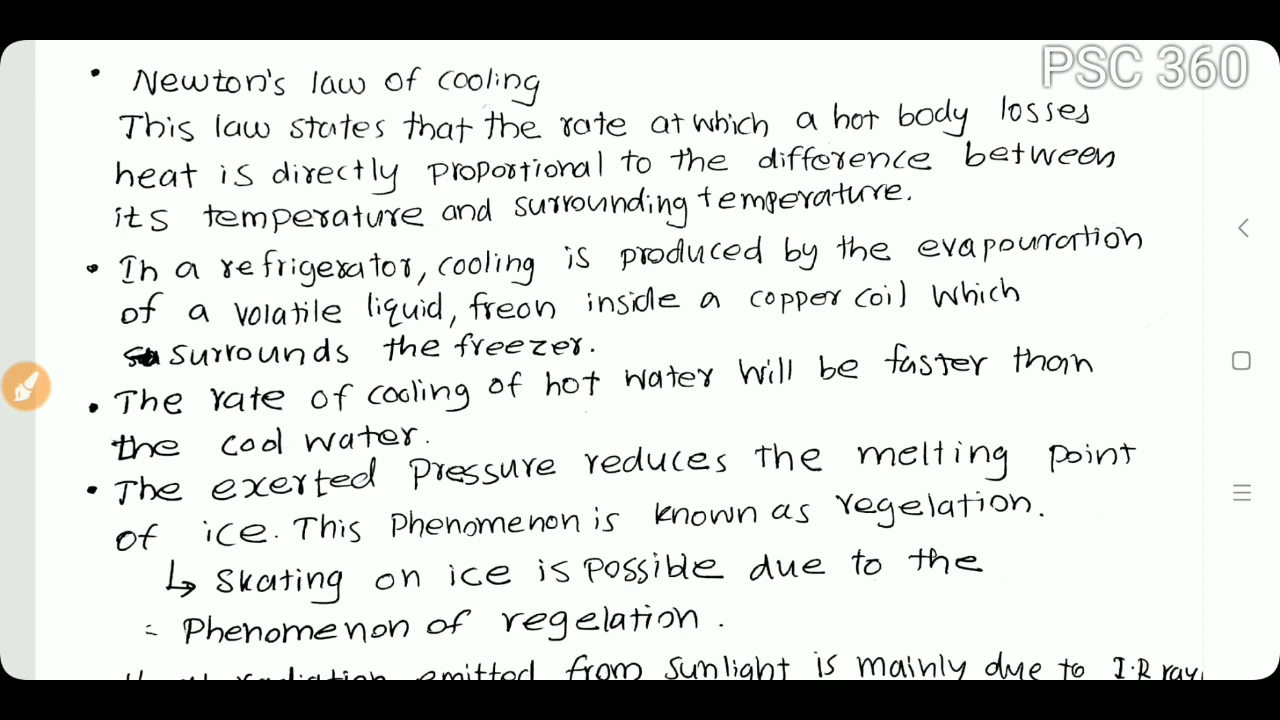 PSC 360
• Newton's law of cooling
This law states that the rate at which a hot body losses
heat is directly proportional to the difference between
its temperature and surrounding temperature.
• In a refrigerator, cooling is produced by the evapourration
of a volatile liquid, freon inside a copper coil which
surrounds the freezer.
• The rate of cooling of hot water will be faster than
the cool water.
• The exerted Pressure reduces the melting point
of ice. This Phenomenon is known as regelation.
↳ Skating on ice is possible due to the
Phenomenon of regelation.
radiation emitted from sunlight is mainly due to I.R ray